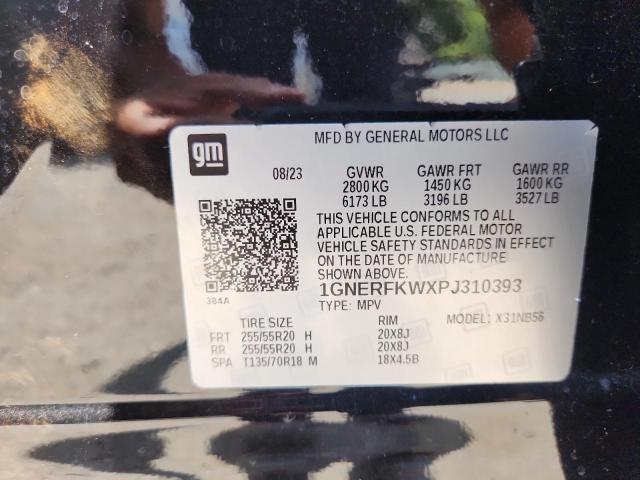 gm
MFD BY GENERAL MOTORS LLC
08/23 GVWR GAWR FRT GAWR RR
2800 KG 1450 KG 1600 KG
6173 LB 3196 LB 3527 LB
THIS VEHICLE CONFORMS TO ALL
APPLICABLE U.S. FEDERAL MOTOR
VEHICLE SAFETY STANDARDS IN EFFECT
ON THE DATE OF MANUFACTURE
SHOWN ABOVE.
1GNERFKWXPJ310393
384A
TYPE: MPV MODEL: X31NB56
TIRE SIZE RIM
FRT 255/55R20 H 20X8J
RR 255/55R20 H 20X8J
SPA T135/70R18 M 18X4.5B